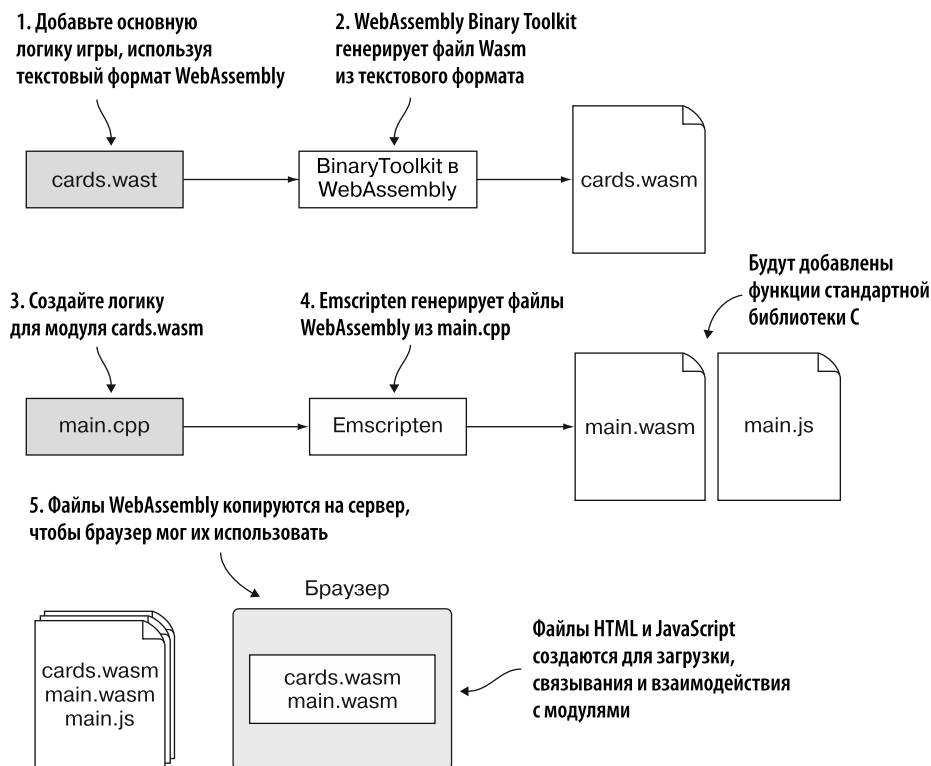 1. Добавьте основную
логику игры, используя
текстовый формат WebAssembly
2. WebAssembly Binary Toolkit
генерирует файл Wasm
из текстового формата
cards.wast
BinaryToolkit в
WebAssembly
cards.wasm
Будут добавлены
функции стандартной
библиотеки C
3. Создайте логику
для модуля cards.wasm
4. Emscripten генерирует файлы
WebAssembly из main.cpp
main.cpp
Emscripten
main.wasm
main.js
5. Файлы WebAssembly копируются на сервер,
чтобы браузер мог их использовать
Браузер
cards.wasm
main.wasm
main.js
cards.wasm
main.wasm
Файлы HTML и JavaScript
создаются для загрузки,
связывания и взаимодействия
с модулями